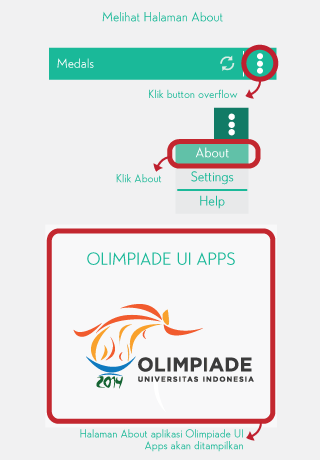 Melihat Halaman About
Medals
Klik button overflow
About
Klik About
Settings
Help
OLIMPIADE UI APPS
OLIMPIADE
UNIVERSITAS INDONESIA
2014
Halaman About aplikasi Olimpiade UI
Apps akan ditampilkan